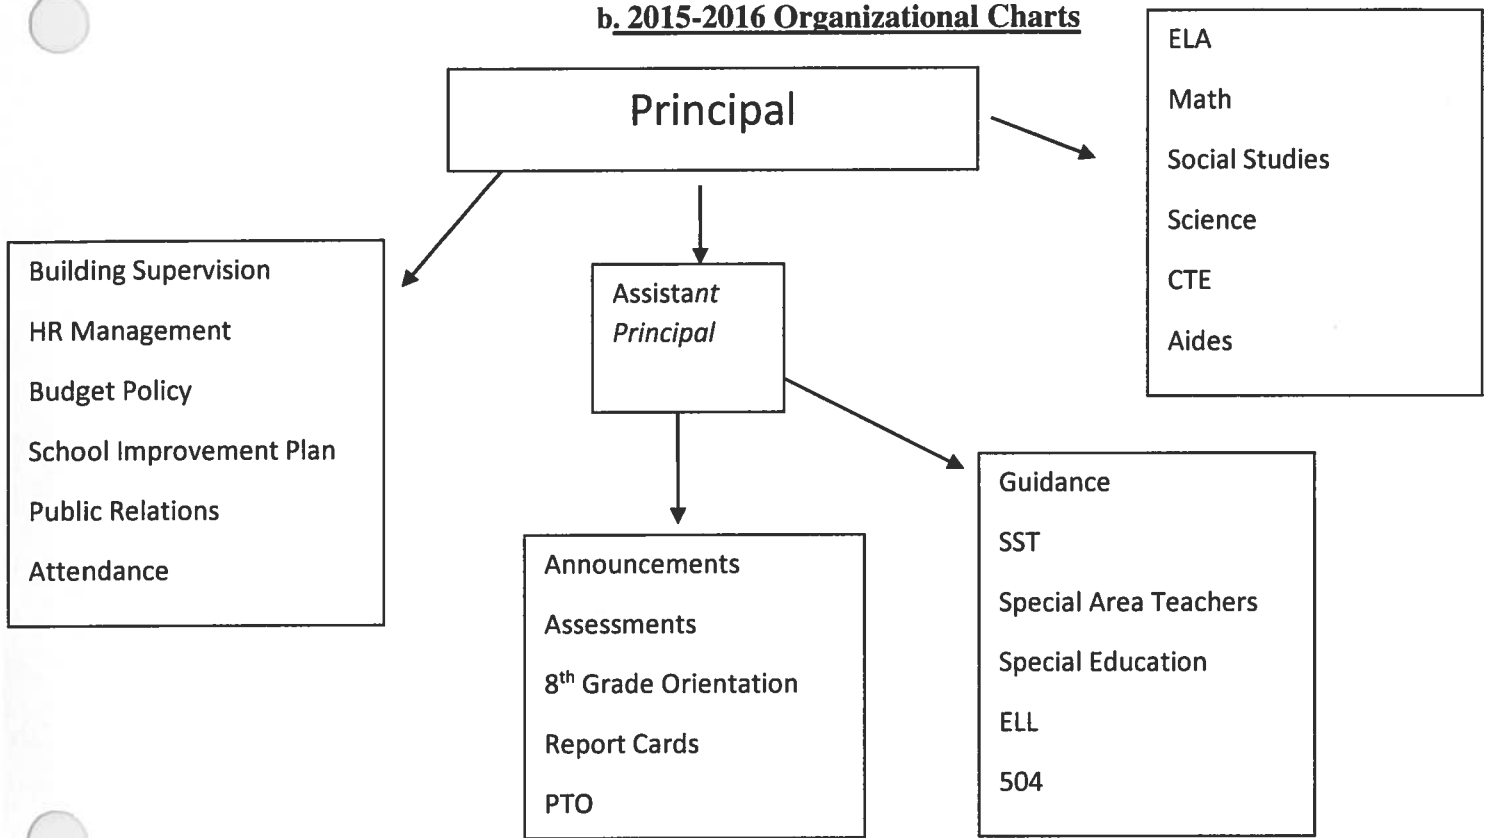 b. 2015-2016 Organizational Charts
Principal
ELA
Math
Social Studies
Science
CTE
Aides
Building Supervision
HR Management
Budget Policy
School Improvement Plan
Public Relations
Attendance
Assistant
Principal
Announcements
Assessments
8th Grade Orientation
Report Cards
PTO
Guidance
SST
Special Area Teachers
Special Education
ELL
504